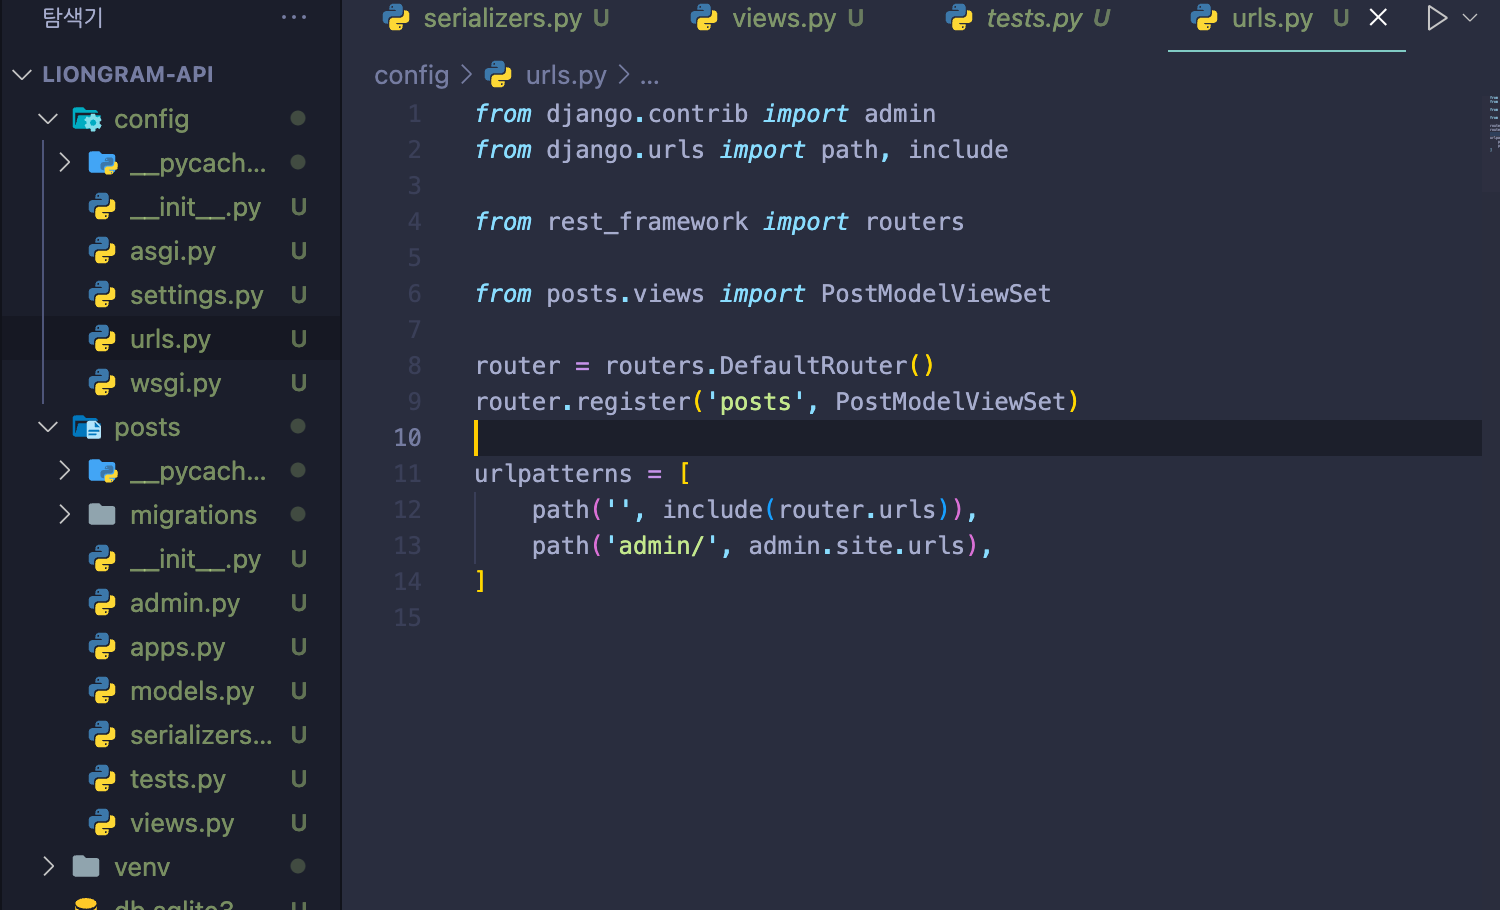 탐색기 ...
serializers.py U views.py U tests.py U urls.py U
LIONGRAM-API
config
__pycach...
__init__.py U
asgi.py U
settings.py U
urls.py U
wsgi.py U
posts
__pycach...
migrations
__init__.py U
admin.py U
apps.py U
models.py U
serializers... U
tests.py U
views.py U
venv
db.sqlite3 U
config > urls.py > ...
1 from django.contrib import admin
2 from django.urls import path, include
3
4 from rest_framework import routers
5
6 from posts.views import PostModelViewSet
7
8 router = routers.DefaultRouter()
9 router.register('posts', PostModelViewSet)
10
11 urlpatterns = [
12     path('', include(router.urls)),
13     path('admin/', admin.site.urls),
14 ]
15